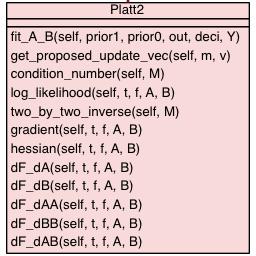 Platt2
fit_A_B(self, prior1, prior0, out, deci, Y)
get_proposed_update_vec(self, m, v)
condition_number(self, M)
log_likelihood(self, t, f, A, B)
two_by_two_inverse(self, M)
gradient(self, t, f, A, B)
hessian(self, t, f, A, B)
dF_dA(self, t, f, A, B)
dF_dB(self, t, f, A, B)
dF_dAA(self, t, f, A, B)
dF_dBB(self, t, f, A, B)
dF_dAB(self, t, f, A, B)